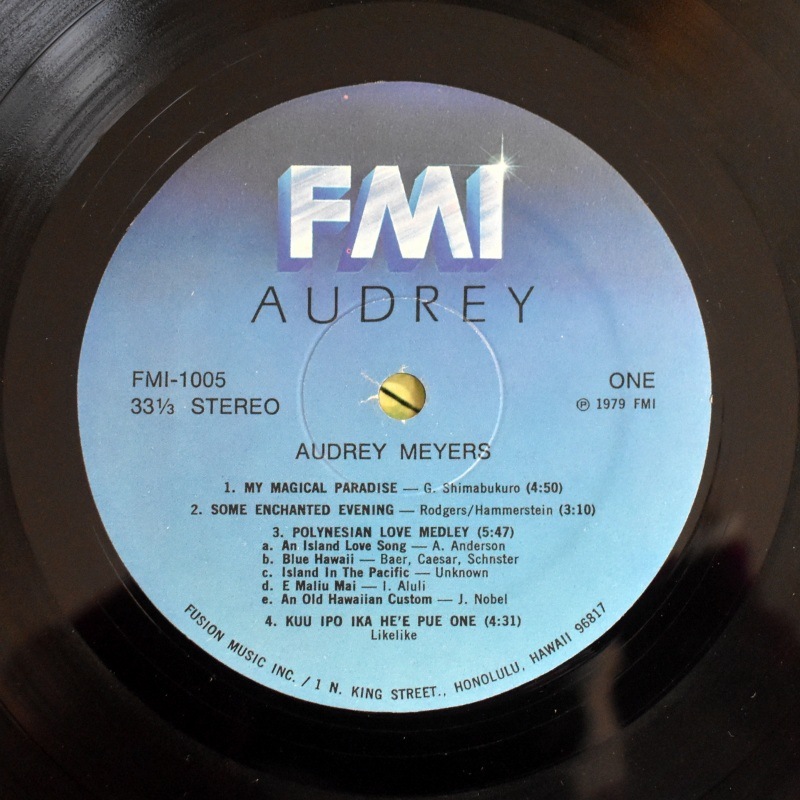 FMI
AUDREY
FMI-1005
33⅓ STEREO
ONE
℗ 1979 FMI
AUDREY MEYERS
1. MY MAGICAL PARADISE — G. Shimabukuro (4:50)
2. SOME ENCHANTED EVENING — Rodgers/Hammerstein (3:10)
3. POLYNESIAN LOVE MEDLEY (5:47)
a. An Island Love Song — A. Anderson
b. Blue Hawaii — Baer, Caesar, Schnster
c. Island In The Pacific — Unknown
d. E Maliu Mai — I. Aluli
e. An Old Hawaiian Custom — J. Nobel
4. KUU IPO IKA HE'E PUE ONE (4:31)
Likelike
FUSION MUSIC INC. / 1 N. KING STREET., HONOLULU, HAWAII 96817